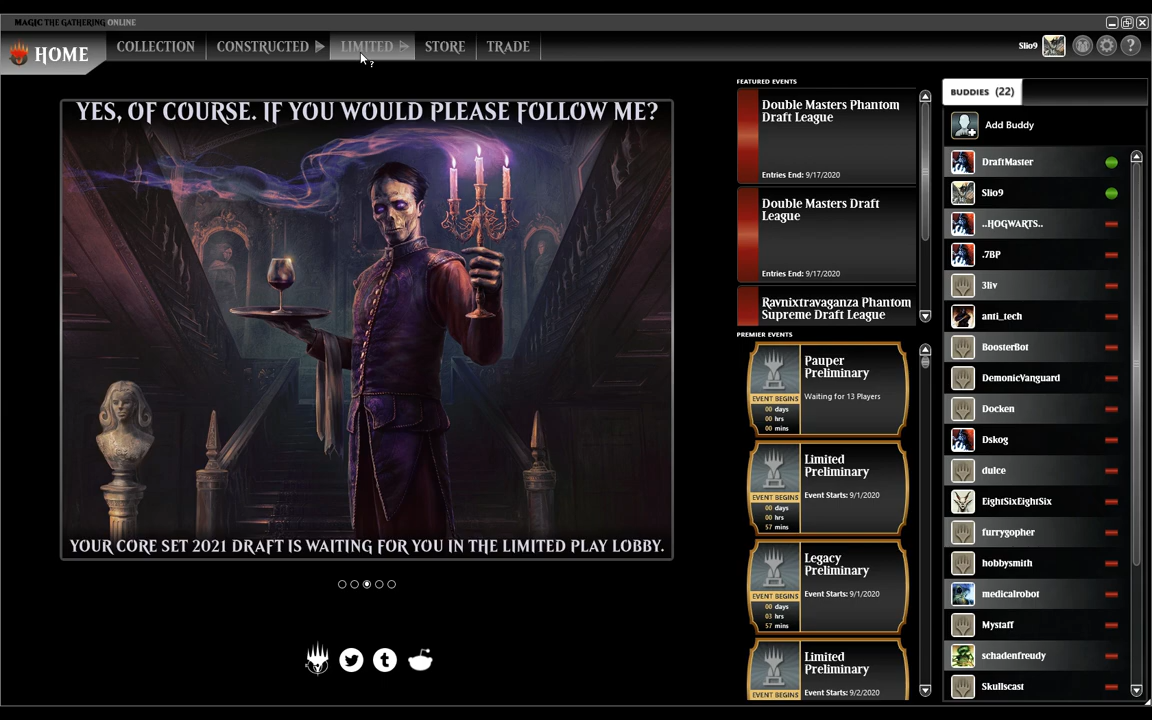 MAGIC THE GATHERING ONLINE
HOME
COLLECTION
CONSTRUCTED
LIMITED
STORE
TRADE
Slio9
?
?
YES, OF COURSE. IF YOU WOULD PLEASE FOLLOW ME?
YOUR CORE SET 2021 DRAFT IS WAITING FOR YOU IN THE LIMITED PLAY LOBBY.
FEATURED EVENTS
Double Masters Phantom
Draft League
Entries End: 9/17/2020
Double Masters Draft
League
Entries End: 9/17/2020
Ravnixtravaganza Phantom
Supreme Draft League
PREMIER EVENTS
Pauper
Preliminary
Waiting for 13 Players
EVENT BEGINS
00 days
00 hrs
00 mins
Limited
Preliminary
Event Starts: 9/1/2020
EVENT BEGINS
00 days
00 hrs
57 mins
Legacy
Preliminary
Event Starts: 9/1/2020
EVENT BEGINS
00 days
03 hrs
57 mins
Limited
Preliminary
Event Starts: 9/2/2020
EVENT BEGINS
BUDDIES (22)
Add Buddy
DraftMaster
Slio9
..HOGWARTS..
.7BP
3liv
anti_tech
BoosterBot
DemonicVanguard
Docken
Dskog
dulce
EightSixEightSix
furrygopher
hobbysmith
medicalrobot
Mystaff
schadenfreudy
Skullscast